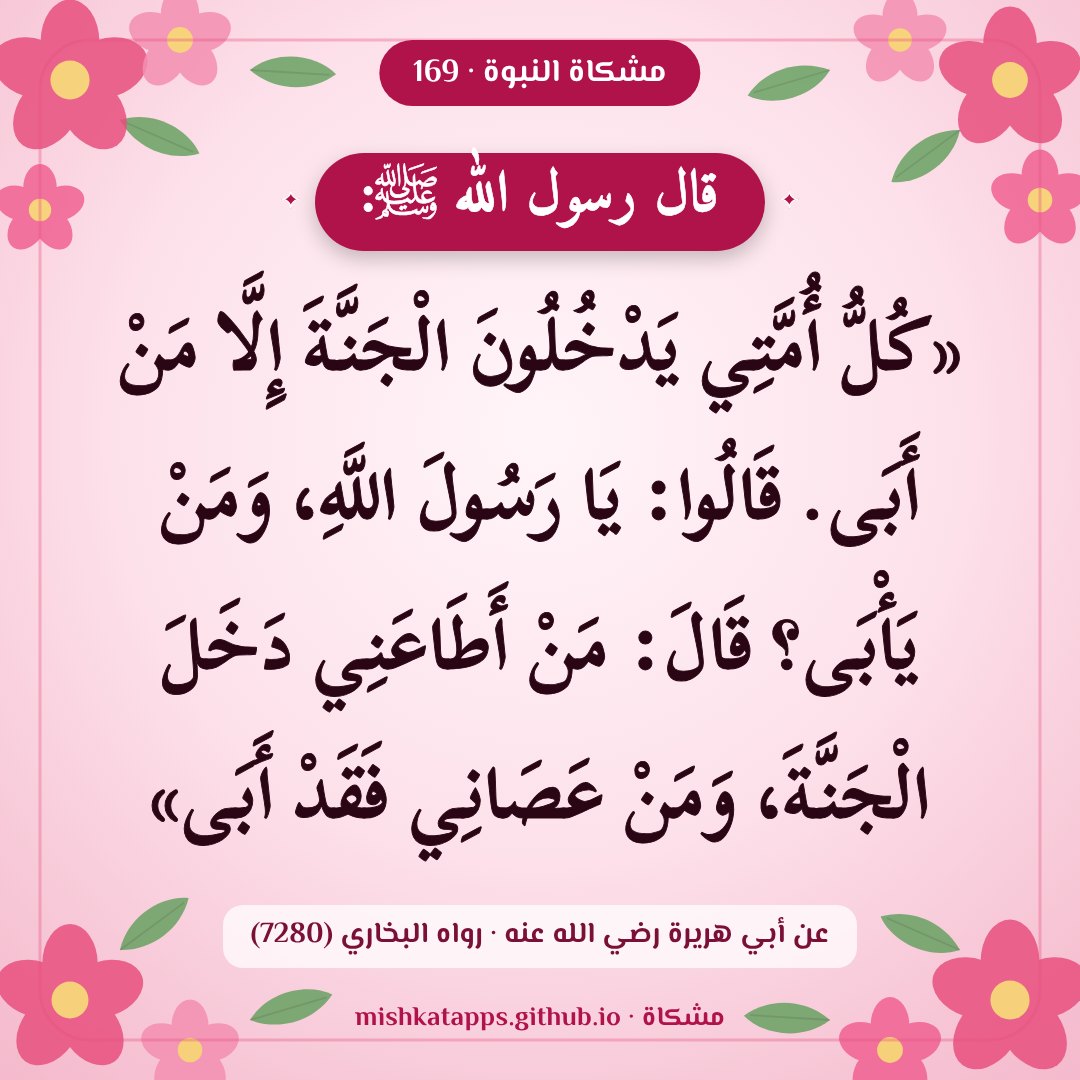 مشكاة النبوة · 169
قال رسول الله ﷺ:
«كُلُّ أُمَّتِي يَدْخُلُونَ الْجَنَّةَ إِلَّا مَنْ
أَبَى. قَالُوا: يَا رَسُولَ اللَّهِ، وَمَنْ
يَأْبَى؟ قَالَ: مَنْ أَطَاعَنِي دَخَلَ
الْجَنَّةَ، وَمَنْ عَصَانِي فَقَدْ أَبَى»
عن أبي هريرة رضي الله عنه · رواه البخاري (7280)
مشكاة · mishkatapps.github.io